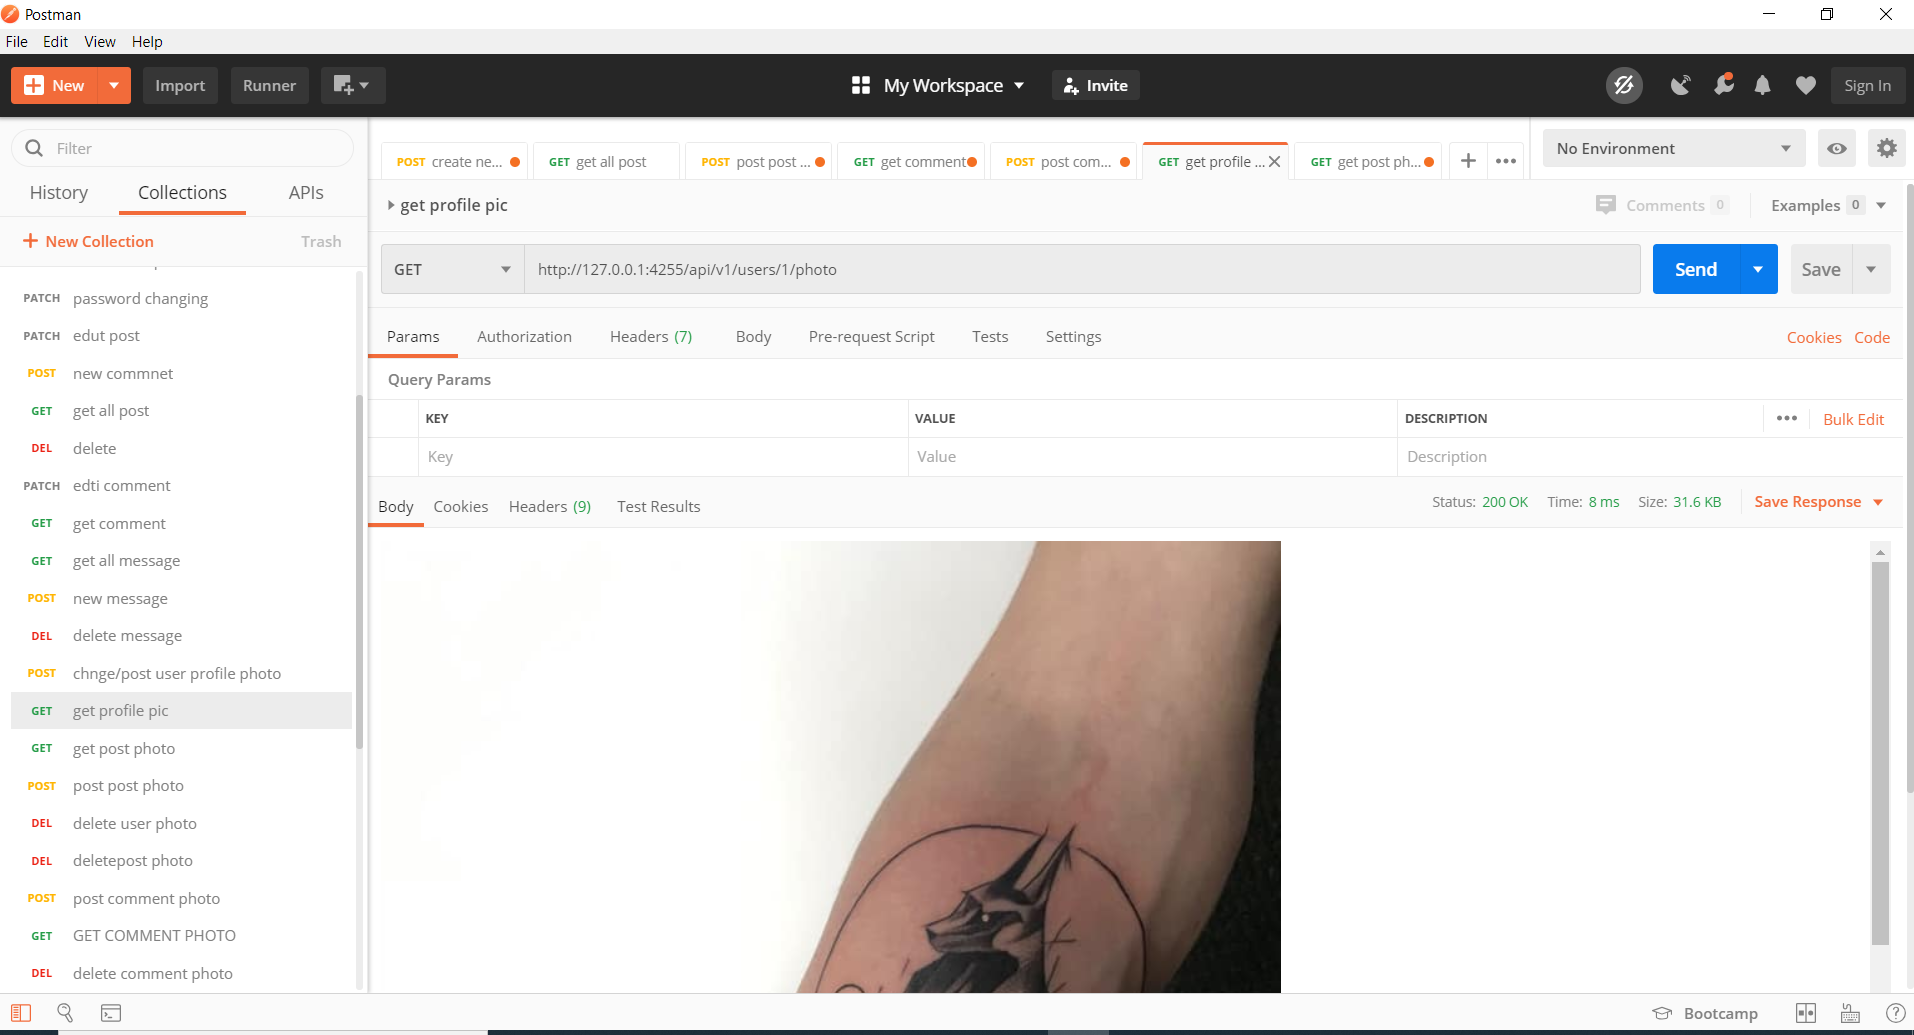 Postman
File Edit View Help
New Import Runner My Workspace Invite Sign In
Filter
History Collections APIs
New Collection Trash
PATCH password changing
PATCH edut post
POST new commnet
GET get all post
DEL delete
PATCH edti comment
GET get comment
GET get all message
POST new message
DEL delete message
POST chnge/post user profile photo
GET get profile pic
GET get post photo
POST post post photo
DEL delete user photo
DEL deletepost photo
POST post comment photo
GET GET COMMENT PHOTO
DEL delete comment photo
POST create ne... GET get all post POST post post ... GET get comment POST post com... GET get profile ... GET get post ph...
No Environment
get profile pic Comments 0 Examples 0
GET http://127.0.0.1:4255/api/v1/users/1/photo Send Save
Params Authorization Headers (7) Body Pre-request Script Tests Settings Cookies Code
Query Params
KEY VALUE DESCRIPTION Bulk Edit
Key Value Description
Body Cookies Headers (9) Test Results Status: 200 OK Time: 8 ms Size: 31.6 KB Save Response
Bootcamp